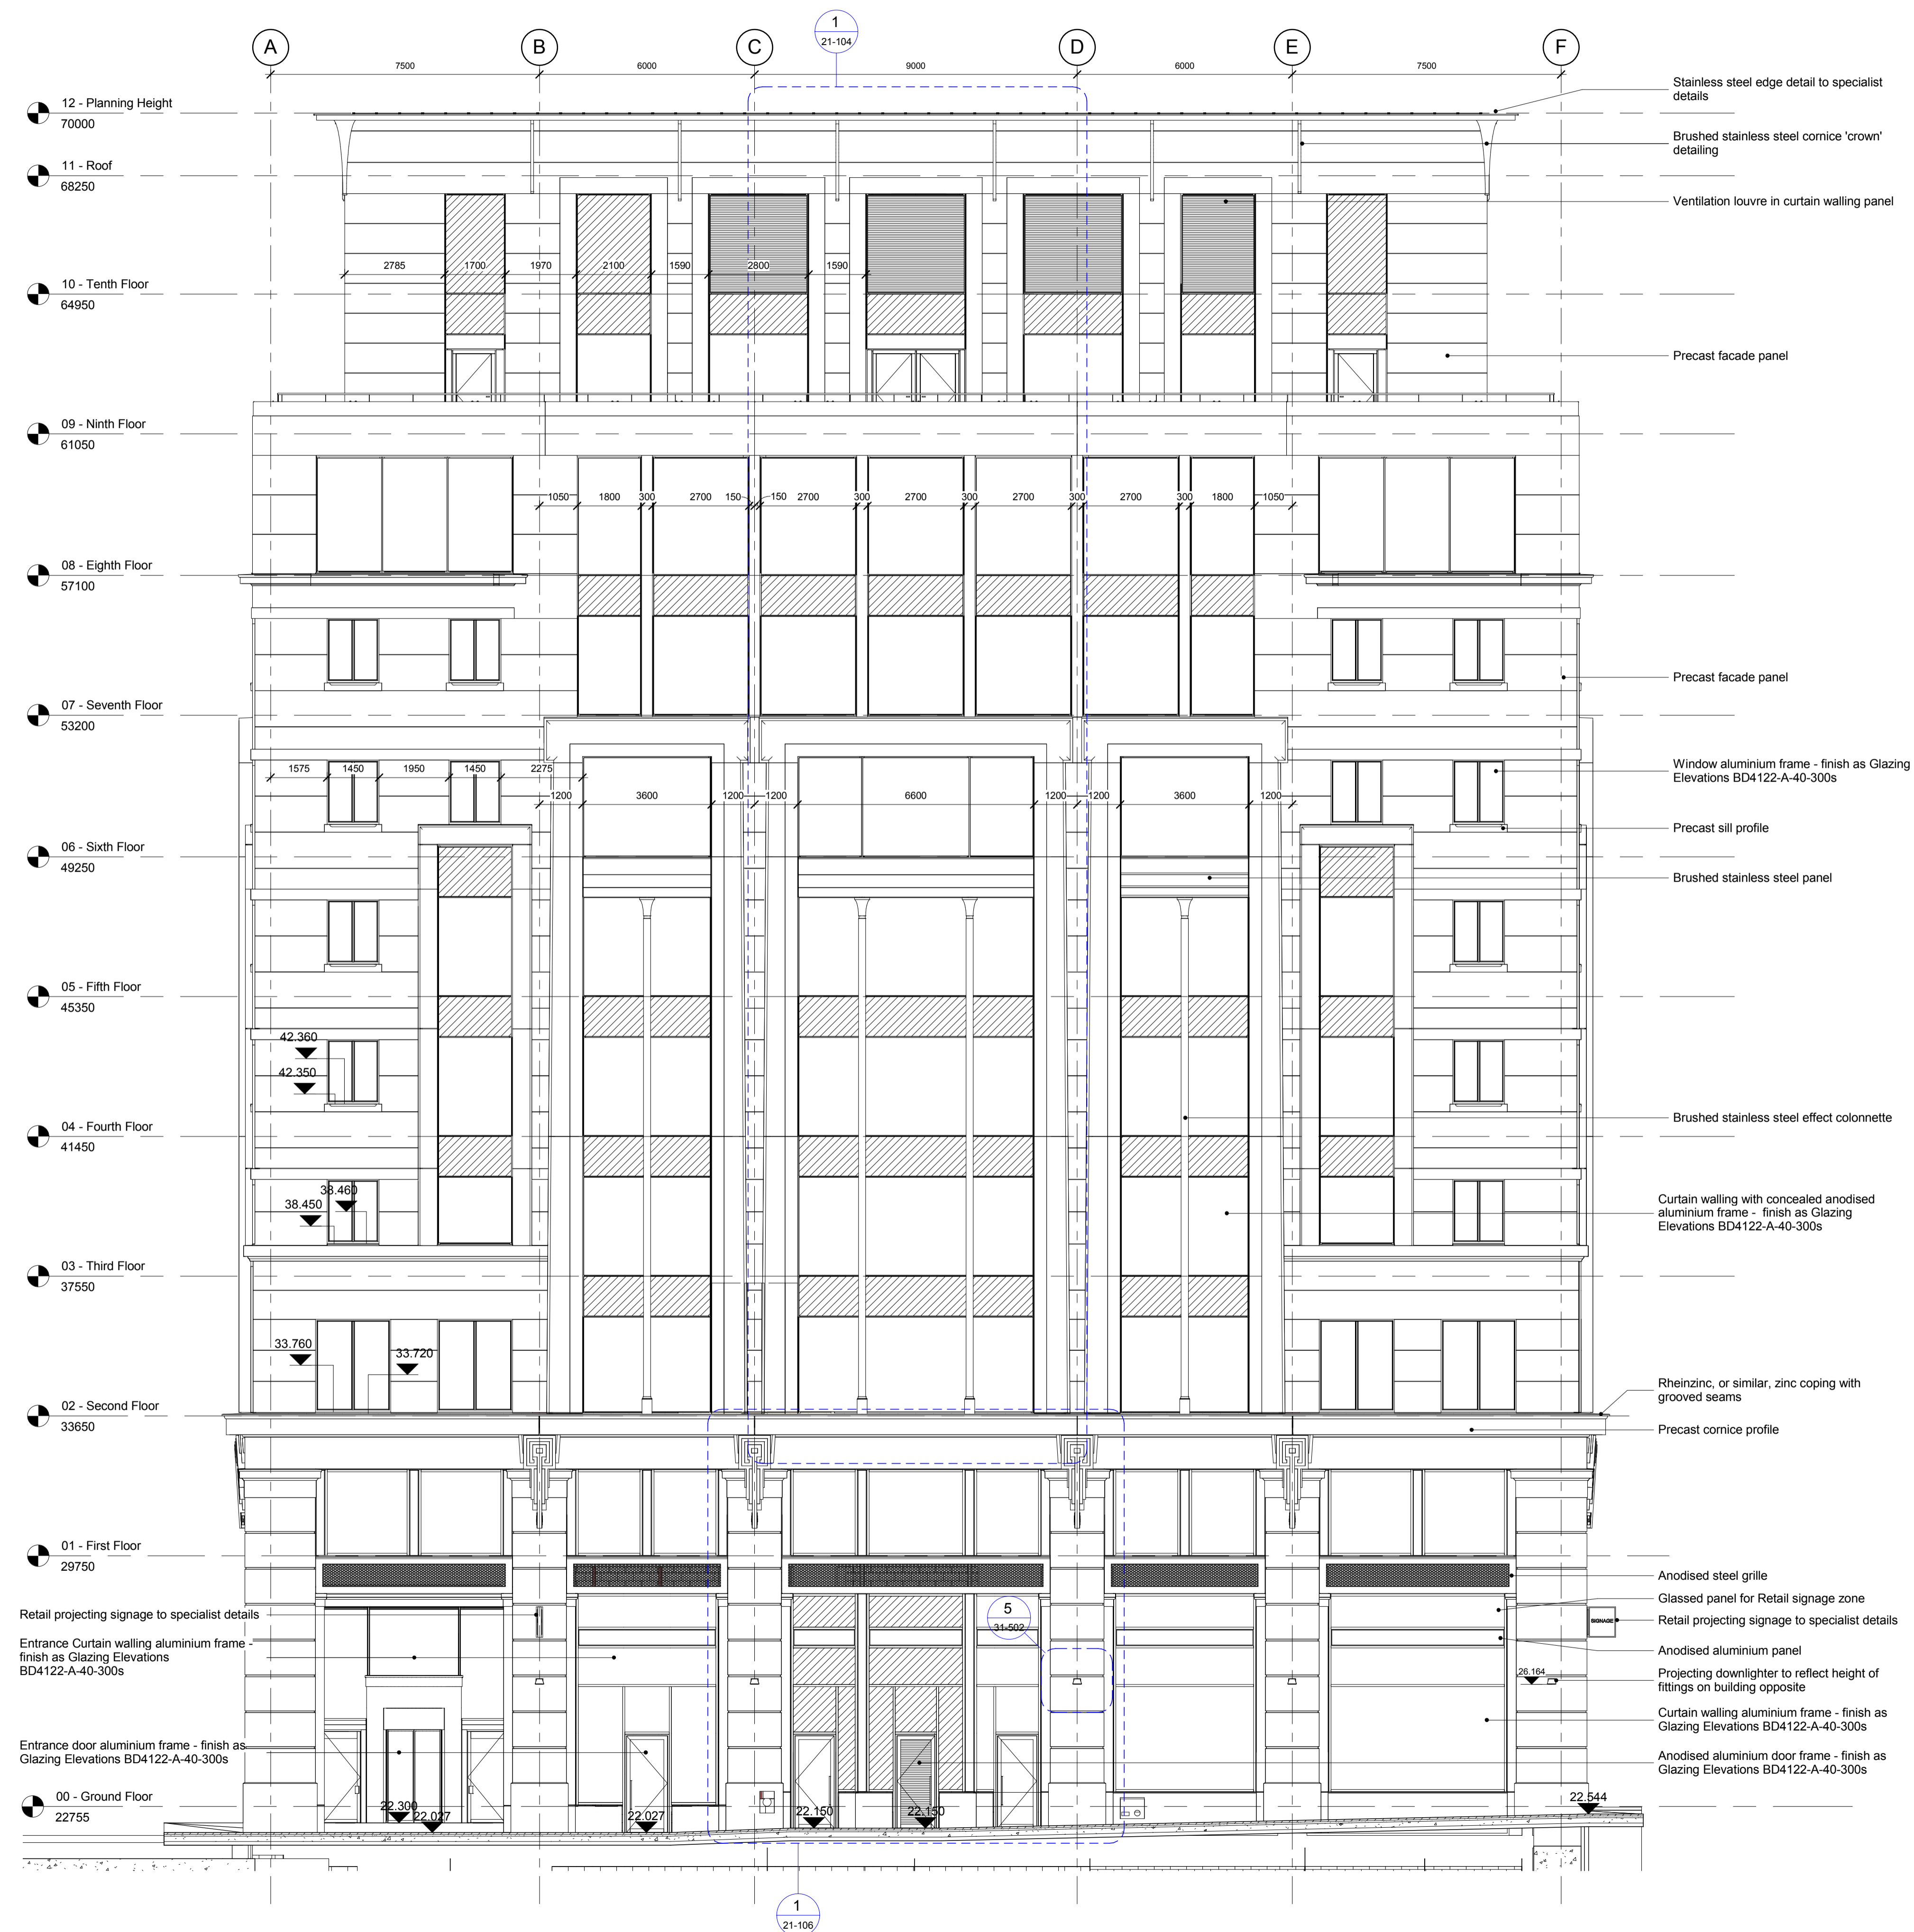 1
21-104
A
B
C
D
E
F
7500
6000
9000
6000
7500
Stainless steel edge detail to specialist
details
12 - Planning Height
70000
Brushed stainless steel cornice 'crown'
detailing
11 - Roof
68250
Ventilation louvre in curtain walling panel
2785
1700
1970
2100
1590
2800
1590
10 - Tenth Floor
64950
Precast facade panel
09 - Ninth Floor
61050
1050
1800
300
2700
150
150
2700
300
2700
300
2700
300
2700
300
1800
1050
08 - Eighth Floor
57100
Precast facade panel
07 - Seventh Floor
53200
1575
1450
1950
1450
2275
Window aluminium frame - finish as Glazing
Elevations BD4122-A-40-300s
1200
3600
1200
1200
6600
1200
1200
3600
1200
Precast sill profile
06 - Sixth Floor
49250
Brushed stainless steel panel
05 - Fifth Floor
45350
42.360
42.350
Brushed stainless steel effect colonnette
04 - Fourth Floor
41450
38.460
38.450
Curtain walling with concealed anodised
aluminium frame - finish as Glazing
Elevations BD4122-A-40-300s
03 - Third Floor
37550
33.760
33.720
Rheinzinc, or similar, zinc coping with
grooved seams
02 - Second Floor
33650
Precast cornice profile
01 - First Floor
29750
Anodised steel grille
Glassed panel for Retail signage zone
Retail projecting signage to specialist details
5
31-502
SIGNAGE
Retail projecting signage to specialist details
Entrance Curtain walling aluminium frame -
finish as Glazing Elevations
BD4122-A-40-300s
Anodised aluminium panel
26.164
Projecting downlighter to reflect height of
fittings on building opposite
Curtain walling aluminium frame - finish as
Glazing Elevations BD4122-A-40-300s
Entrance door aluminium frame - finish as
Glazing Elevations BD4122-A-40-300s
Anodised aluminium door frame - finish as
Glazing Elevations BD4122-A-40-300s
00 - Ground Floor
22755
22.300
22.027
22.027
22.150
22.150
22.544
1
21-106